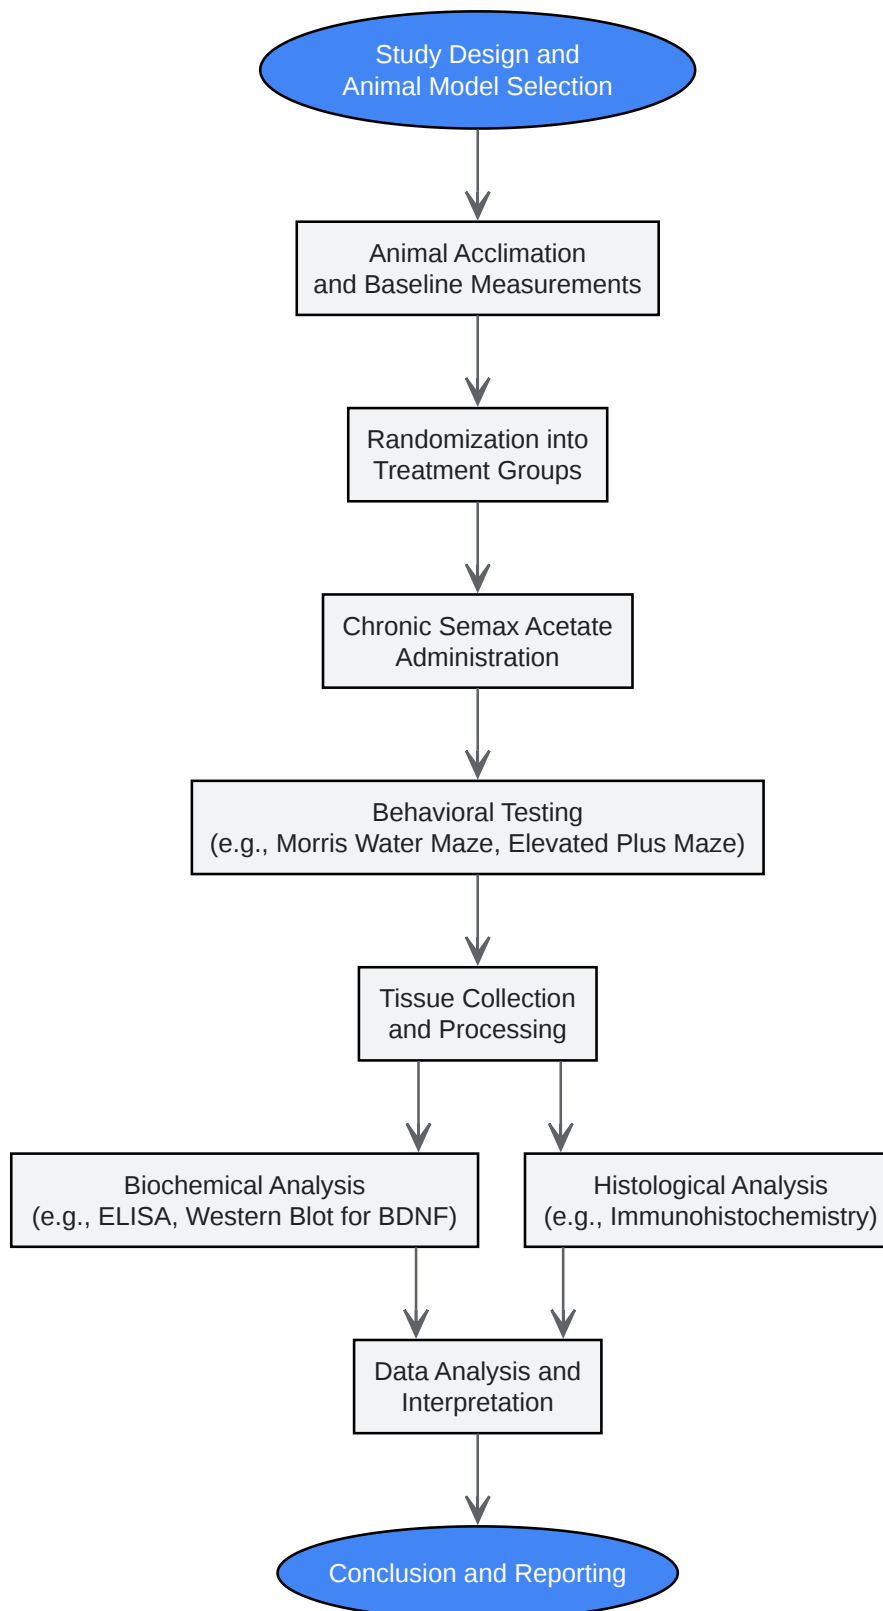 Study Design and
Animal Model Selection
Animal Acclimation
and Baseline Measurements
Randomization into
Treatment Groups
Chronic Semax Acetate
Administration
Behavioral Testing
(e.g., Morris Water Maze, Elevated Plus Maze)
Tissue Collection
and Processing
Biochemical Analysis
(e.g., ELISA, Western Blot for BDNF)
Histological Analysis
(e.g., Immunohistochemistry)
Data Analysis and
Interpretation
Conclusion and Reporting